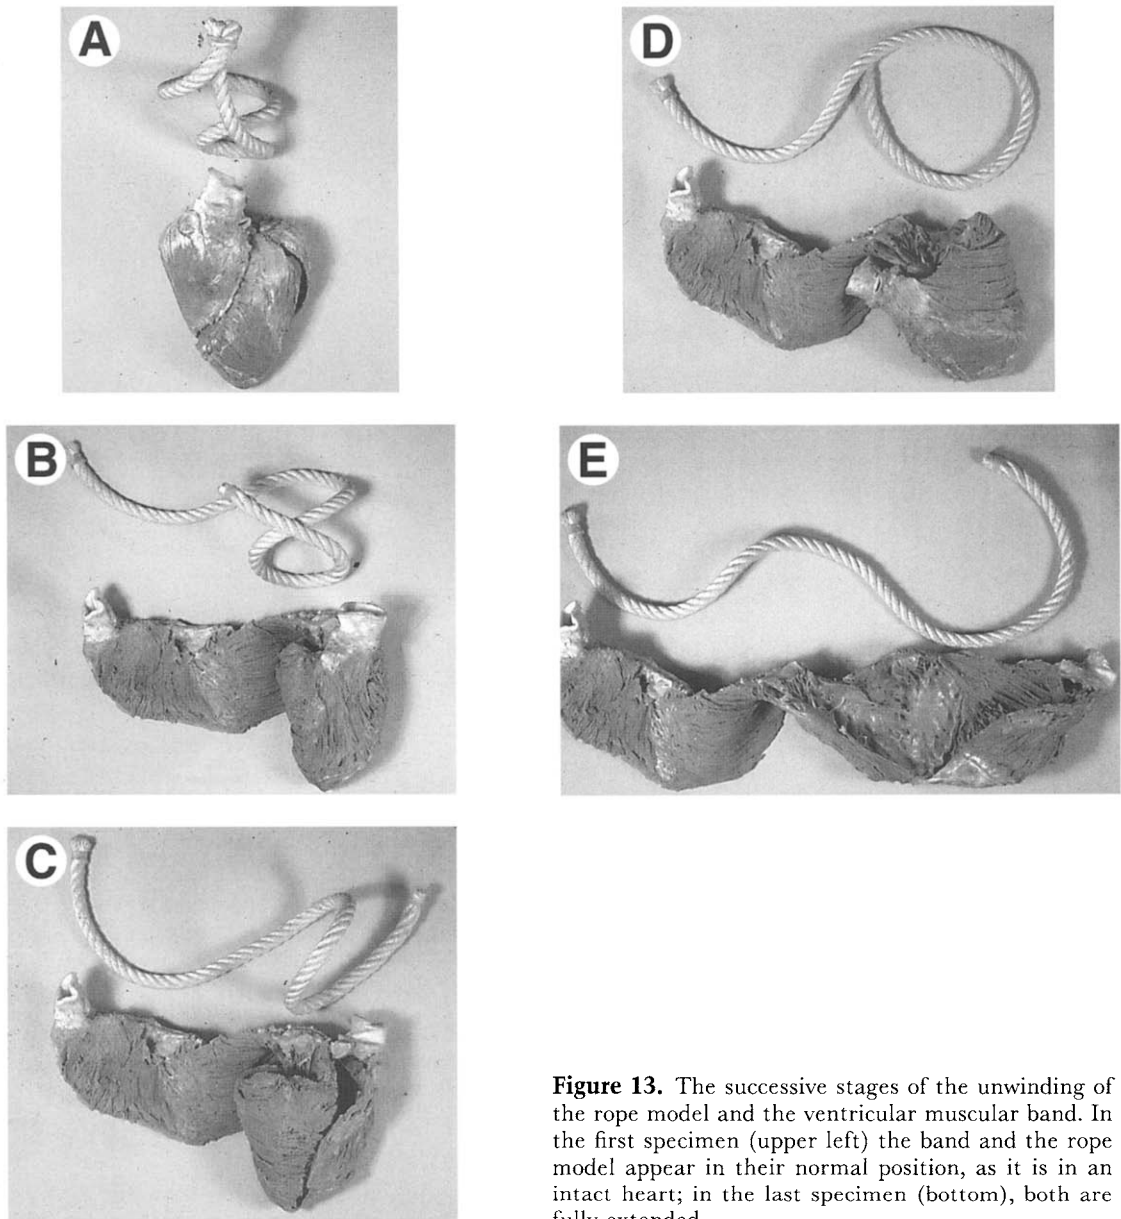 A
D
B
E
C
Figure 13. The successive stages of the unwinding of
the rope model and the ventricular muscular band. In
the first specimen (upper left) the band and the rope
model appear in their normal position, as it is in an
intact heart; in the last specimen (bottom), both are
fully extended.